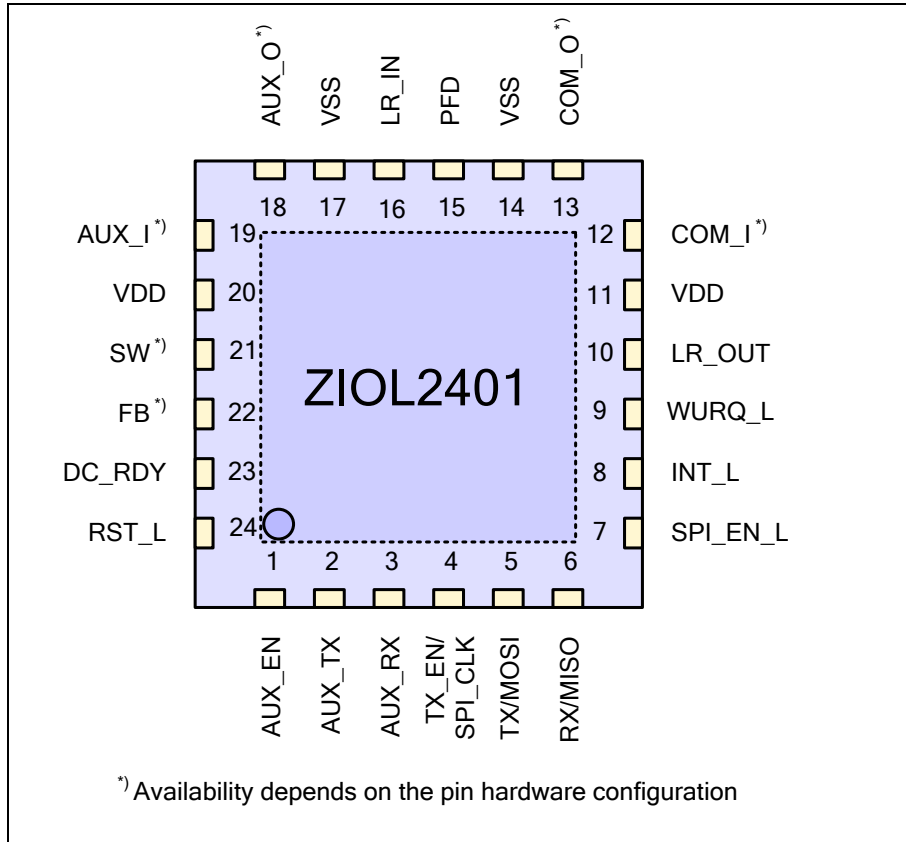 AUX_O*)
VSS
LR_IN
PFD
VSS
COM_O*)
18 17 16 15 14 13
AUX_I*) 19
VDD 20
SW*) 21
FB*) 22
DC_RDY 23
RST_L 24
ZIOL2401
12 COM_I*)
11 VDD
10 LR_OUT
9 WURQ_L
8 INT_L
7 SPI_EN_L
1 2 3 4 5 6
AUX_EN
AUX_TX
AUX_RX
TX_EN/
SPI_CLK
TX/MOSI
RX/MISO
*) Availability depends on the pin hardware configuration